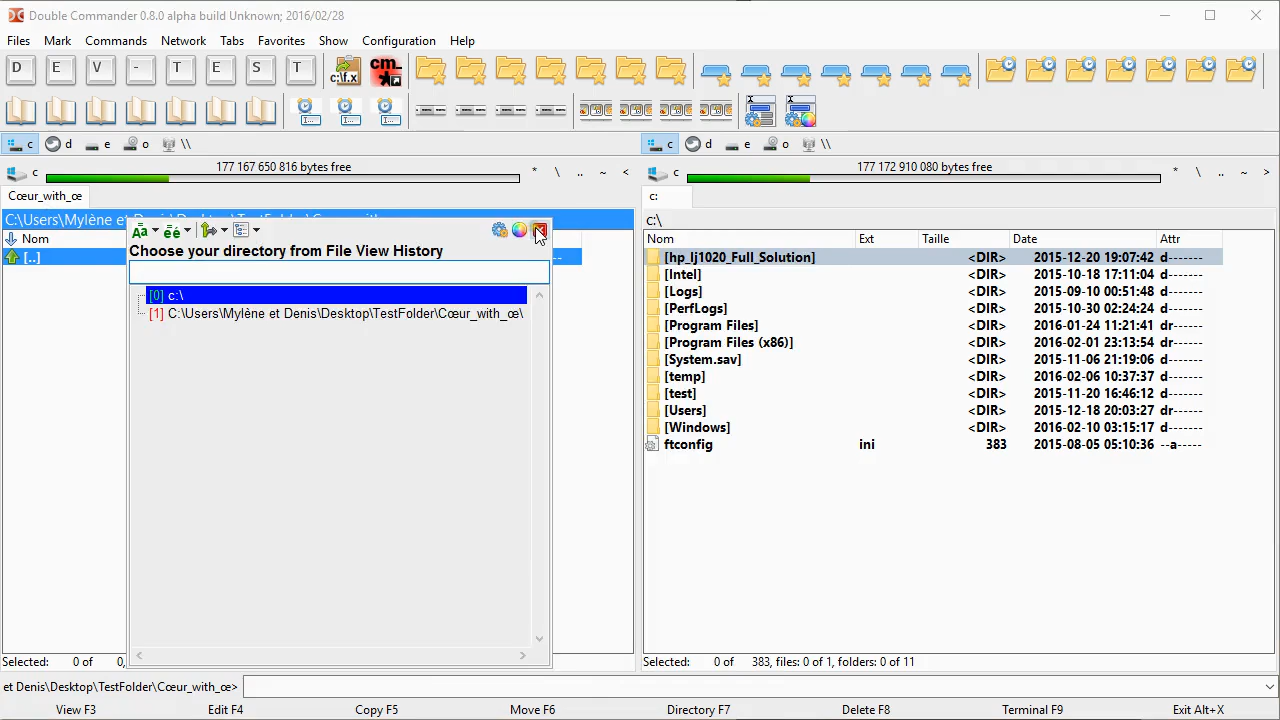 Double Commander 0.8.0 alpha build Unknown; 2016/02/28
Files Mark Commands Network Tabs Favorites Show Configuration Help
D E V - T E S T c:\f.x cm_
c d e o \\
c d e o \\
c 177 167 650 816 bytes free * \ .. ~ <
c 177 172 910 080 bytes free * \ .. ~ >
Cœur_with_œ
c:
C:\Users\Mylène et Denis\Desktop\TestFolder\Cœur_with_œ
c:\
Nom
Nom Ext Taille Date Attr
[..]
Aa éé
Choose your directory from File View History
[0] c:\
[1] C:\Users\Mylène et Denis\Desktop\TestFolder\Cœur_with_œ\
[hp_lj1020_Full_Solution] <DIR> 2015-12-20 19:07:42 d-------
[Intel] <DIR> 2015-10-18 17:11:04 d-------
[Logs] <DIR> 2015-09-10 00:51:48 d-------
[PerfLogs] <DIR> 2015-10-30 02:24:24 d-------
[Program Files] <DIR> 2016-01-24 11:21:41 dr------
[Program Files (x86)] <DIR> 2016-02-01 23:13:54 dr------
[System.sav] <DIR> 2015-11-06 21:19:06 d-------
[temp] <DIR> 2016-02-06 10:37:37 d-------
[test] <DIR> 2015-11-20 16:46:12 d-------
[Users] <DIR> 2015-12-18 20:03:27 dr------
[Windows] <DIR> 2016-02-10 03:15:17 d-------
ftconfig ini 383 2015-08-05 05:10:36 --a-----
Selected: 0 of 0,
Selected: 0 of 383, files: 0 of 1, folders: 0 of 11
et Denis\Desktop\TestFolder\Cœur_with_œ>
View F3 Edit F4 Copy F5 Move F6 Directory F7 Delete F8 Terminal F9 Exit Alt+X